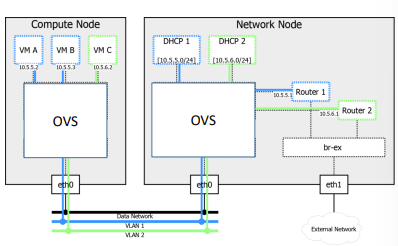 Compute Node
Network Node
VM A
VM B
VM C
10.5.5.2
10.5.5.3
10.5.6.2
DHCP 1
DHCP 2
[10.5.5.0/24]
[10.5.6.0/24]
OVS
OVS
10.5.5.1
Router 1
10.5.6.1
Router 2
br-ex
eth0
eth0
eth1
Data Network
VLAN 1
VLAN 2
External Network